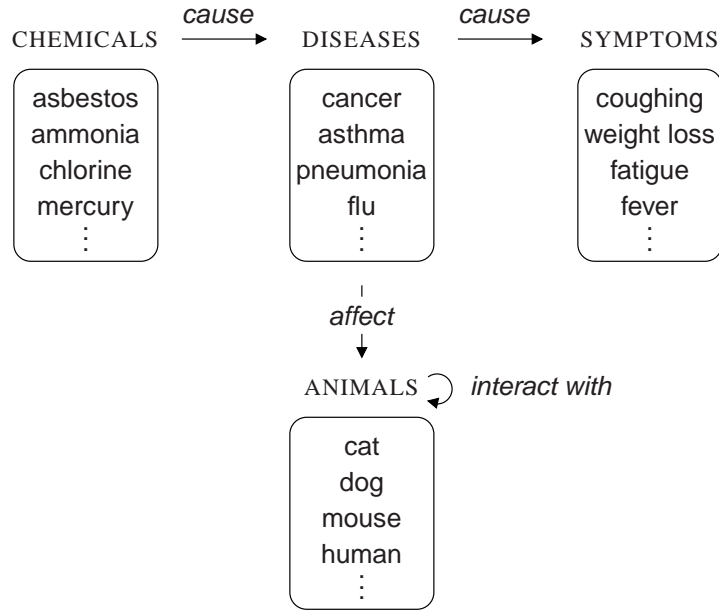 cause cause
CHEMICALS DISEASES SYMPTOMS
asbestos cancer coughing
ammonia asthma weight loss
chlorine pneumonia fatigue
mercury flu fever
⋮ ⋮ ⋮
affect
ANIMALS interact with
cat
dog
mouse
human
⋮